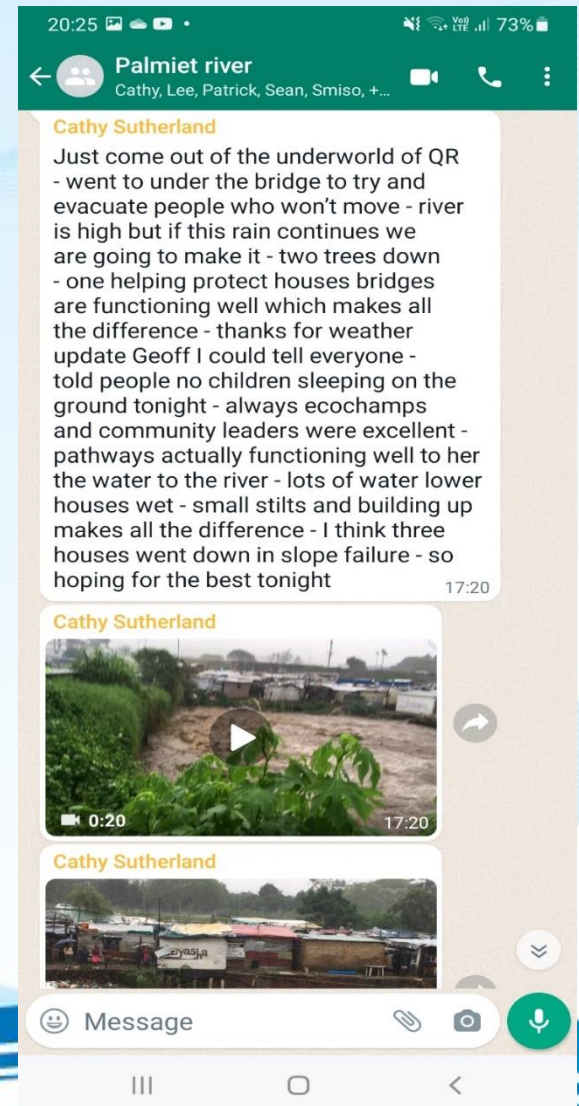 20:25
73%
Palmiet river
Cathy, Lee, Patrick, Sean, Smiso, +...
Cathy Sutherland
Just come out of the underworld of QR
- went to under the bridge to try and
evacuate people who won't move - river
is high but if this rain continues we
are going to make it - two trees down
- one helping protect houses bridges
are functioning well which makes all
the difference - thanks for weather
update Geoff I could tell everyone -
told people no children sleeping on the
ground tonight - always ecochamps
and community leaders were excellent -
pathways actually functioning well to her
the water to the river - lots of water lower
houses wet - small stilts and building up
makes all the difference - I think three
houses went down in slope failure - so
hoping for the best tonight
17:20
Cathy Sutherland
0:20
17:20
Cathy Sutherland
Message